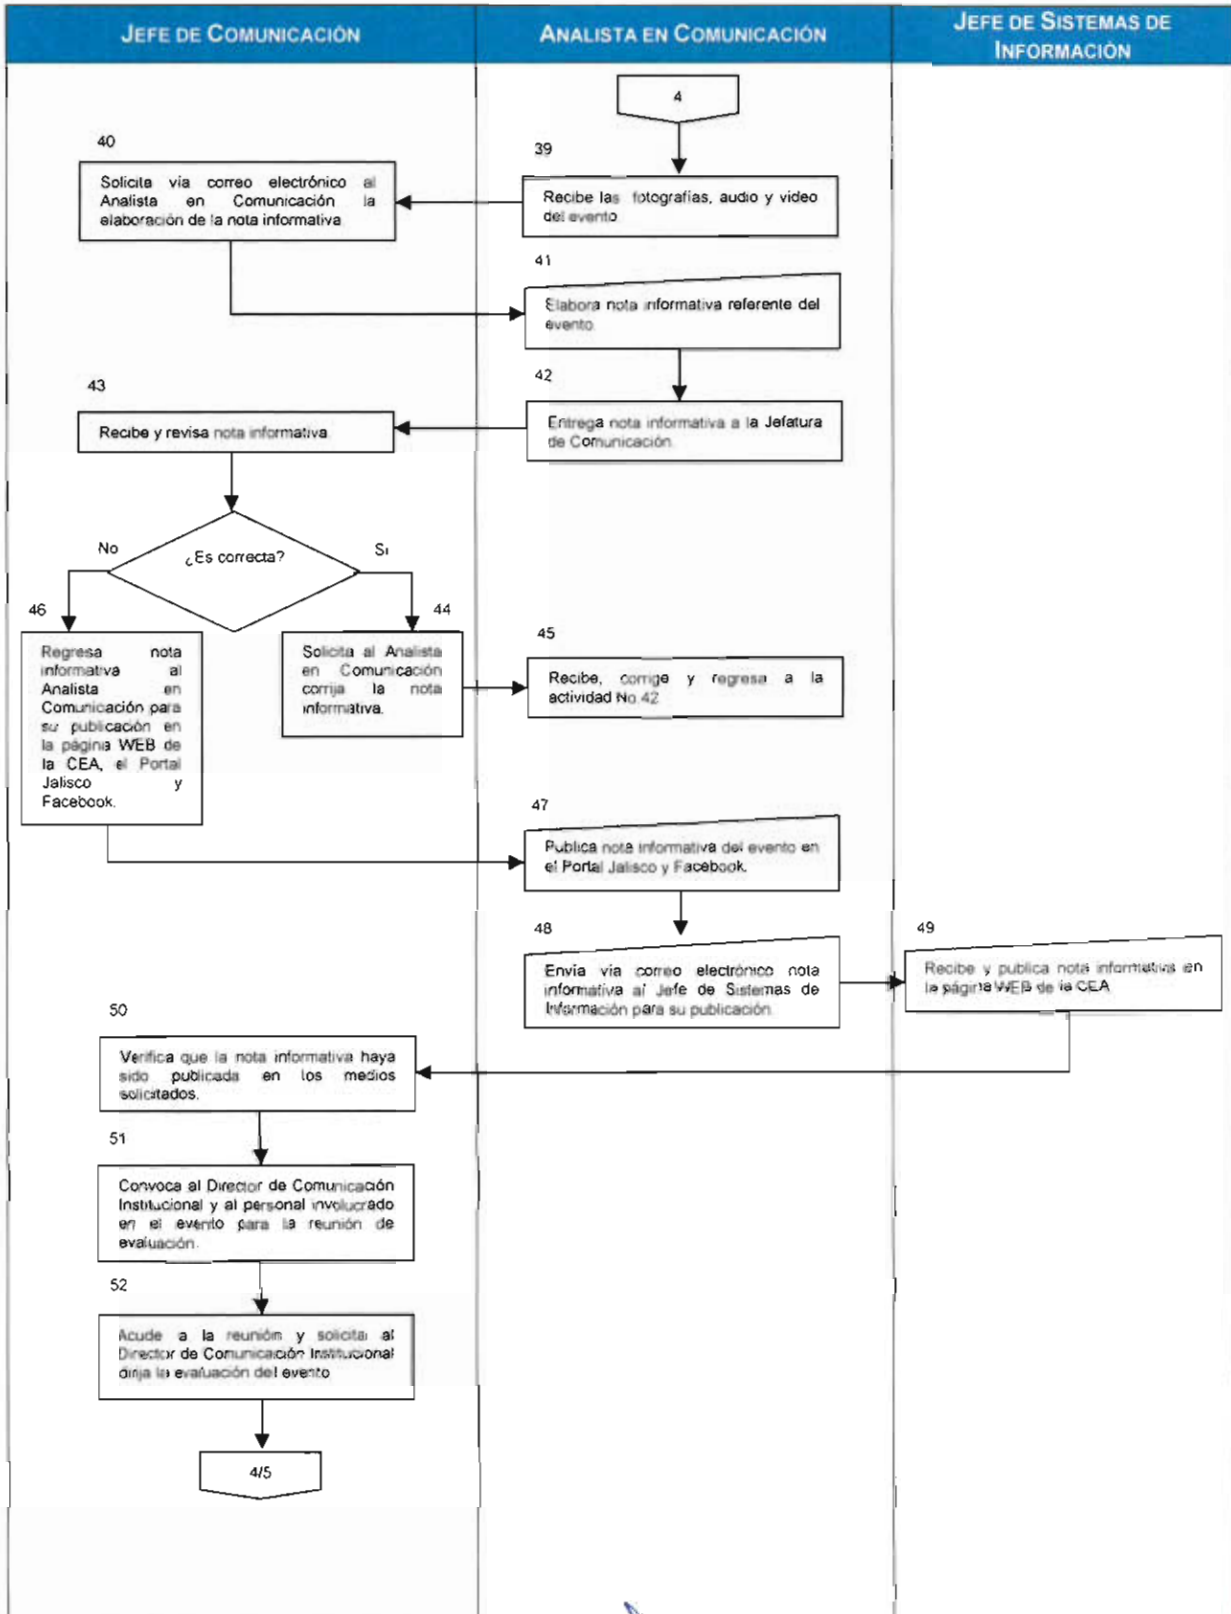 JEFE DE COMUNICACIÓN
ANALISTA EN COMUNICACIÓN
JEFE DE SISTEMAS DE
INFORMACIÓN
4
39
Recibe las fotografías, audio y video
del evento
40
Solicita vía correo electrónico al
Analista en Comunicación la
elaboración de la nota informativa
41
Elabora nota informativa referente del
evento.
42
Entrega nota informativa a la Jefatura
de Comunicación.
43
Recibe y revisa nota informativa.
¿Es correcta?
No
Si
44
Solicita al Analista
en Comunicación
corrija la nota
informativa.
45
Recibe, corrige y regresa a la
actividad No.42
46
Regresa nota
informativa al
Analista en
Comunicación para
su publicación en
la página WEB de
la CEA, el Portal
Jalisco y
Facebook.
47
Publica nota informativa del evento en
el Portal Jalisco y Facebook.
48
Envía vía correo electrónico nota
informativa al Jefe de Sistemas de
Información para su publicación.
49
Recibe y publica nota informativa en
la página WEB de la CEA
50
Verifica que la nota informativa haya
sido publicada en los medios
solicitados.
51
Convoca al Director de Comunicación
Institucional y al personal involucrado
en el evento para la reunión de
evaluación.
52
Acude a la reunión y solicita al
Director de Comunicación Institucional
dirija la evaluación del evento
4/5